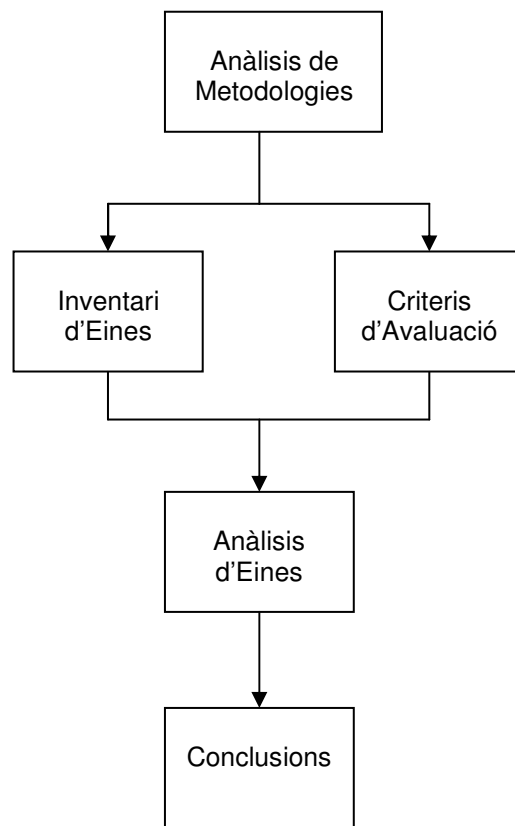 Anàlisis de
Metodologies
Inventari
d’Eines
Criteris
d’Avaluació
Anàlisis
d’Eines
Conclusions